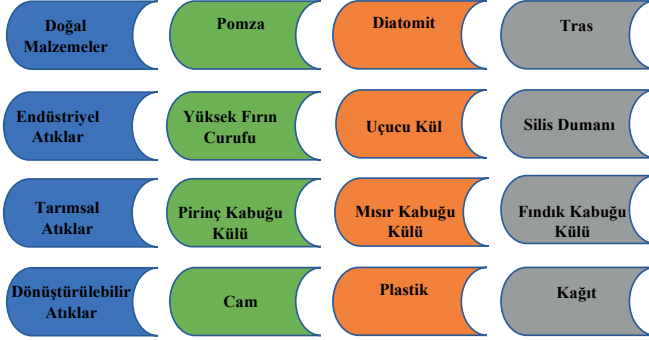 Doğal
Malzemeler
Pomza
Diatomit
Tras
Endüstriyel
Atıklar
Yüksek Fırın
Curufu
Uçucu Kül
Silis Dumanı
Tarımsal
Atıklar
Pirinç Kabuğu
Külü
Mısır Kabuğu
Külü
Fındık Kabuğu
Külü
Dönüştürülebilir
Atıklar
Cam
Plastik
Kağıt